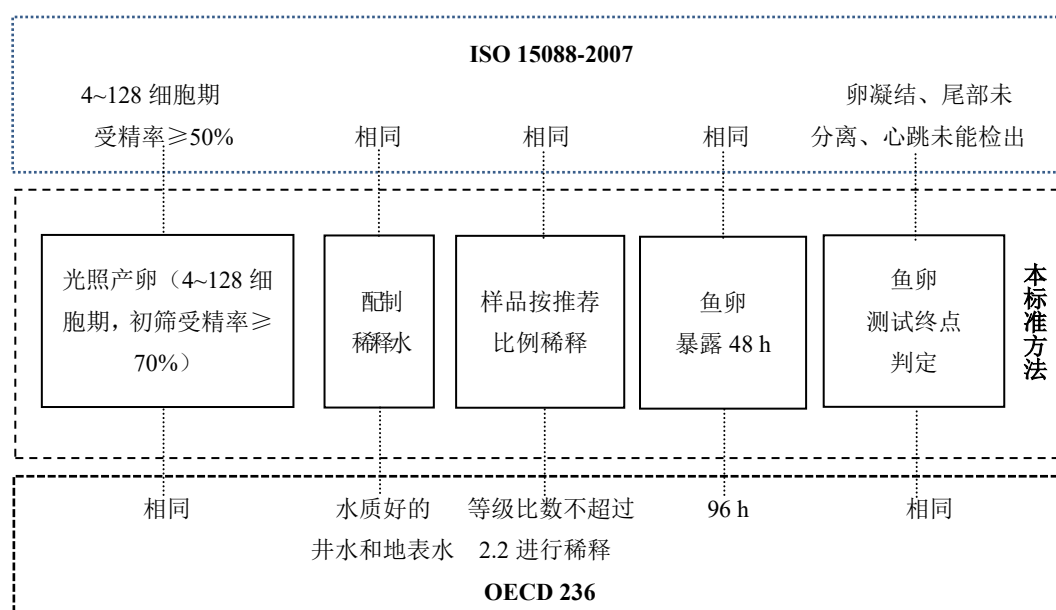 ISO 15088-2007
4~128 细胞期
受精率≥50%
相同
相同
相同
卵凝结、尾部未
分离、心跳未能检出
光照产卵（4~128 细
胞期，初筛受精率≥
70%）
配制
稀释水
样品按推荐
比例稀释
鱼卵
暴露 48 h
鱼卵
测试终点
判定
本标准方法
相同
水质好的
井水和地表水
等级比数不超过
2.2 进行稀释
96 h
相同
OECD 236